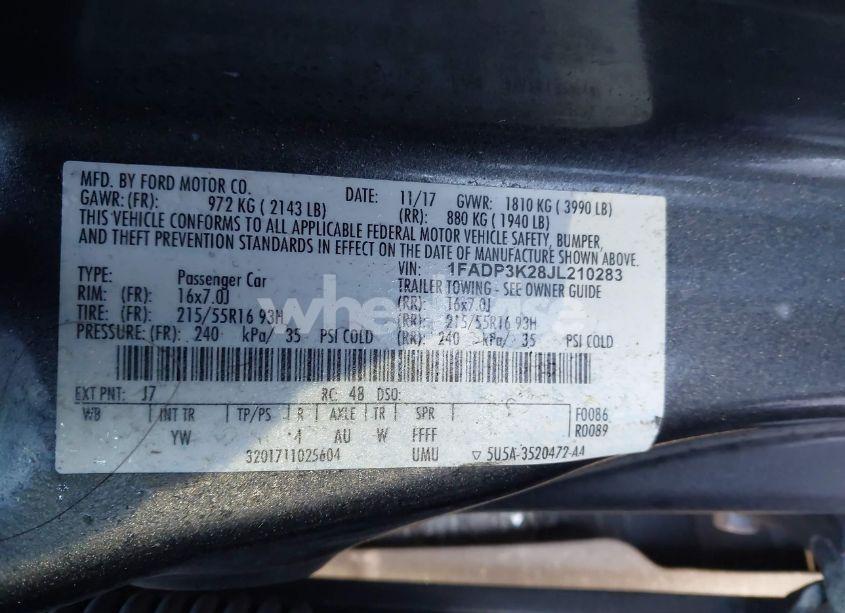 MFD. BY FORD MOTOR CO. DATE: 11/17 GVWR: 1810 KG ( 3990 LB)
GAWR: (FR): 972 KG ( 2143 LB) (RR): 880 KG ( 1940 LB)
THIS VEHICLE CONFORMS TO ALL APPLICABLE FEDERAL MOTOR VEHICLE SAFETY, BUMPER,
AND THEFT PREVENTION STANDARDS IN EFFECT ON THE DATE OF MANUFACTURE SHOWN ABOVE.
VIN: 1FADP3K28JL210283
TYPE: Passenger Car TRAILER TOWING - SEE OWNER GUIDE
RIM: (FR): 16x7.0J (RR): 16x7.0J
TIRE: (FR): 215/55R16 93H (RR): 215/55R16 93H
PRESSURE: (FR): 240 kPa/ 35 PSI COLD (RR): 240 kPa/ 35 PSI COLD
EXT PNT: J7 RC: 48 DSO:
WB INT TR TP/PS R AXLE TR SPR F0086
YW 4 AU W FFFF R0089
3201711025604 UMU ▽ 5U5A-3520472-AA